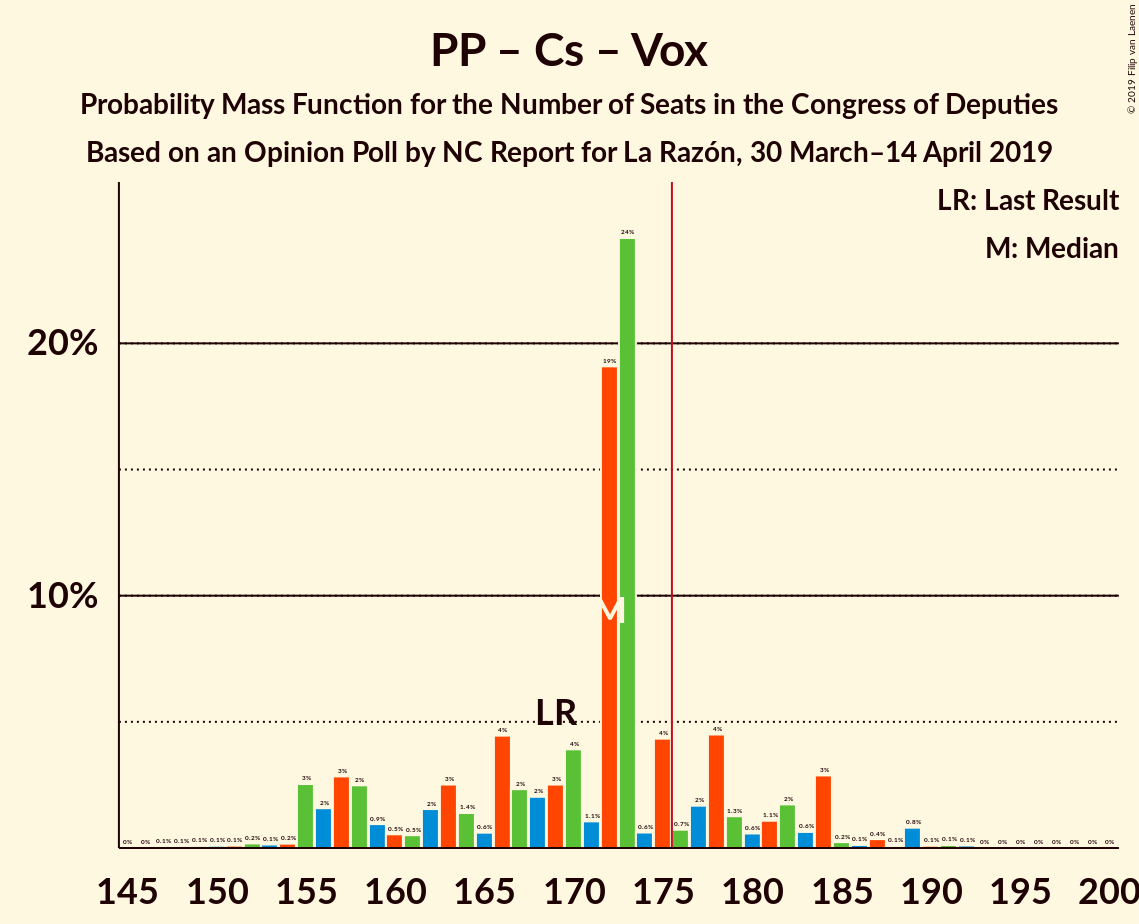 PP – Cs – Vox
Probability Mass Function for the Number of Seats in the Congress of Deputies
Based on an Opinion Poll by NC Report for La Razón, 30 March–14 April 2019
© 2019 Filip van Laenen
LR: Last Result
M: Median
20%
10%
LR
M
0% 0% 0.1% 0.1% 0.1% 0.1% 0.1% 0.2% 0.1% 0.2% 3% 2% 3% 2% 0.9% 0.5% 0.5% 2% 3% 1.4% 0.6% 4% 2% 2% 3% 4% 1.1% 19% 24% 0.6% 4% 0.7% 2% 4% 1.3% 0.6% 1.1% 2% 0.6% 3% 0.2% 0.1% 0.4% 0.1% 0.8% 0.1% 0.1% 0.1% 0% 0% 0% 0% 0% 0% 0% 0%
145 150 155 160 165 170 175 180 185 190 195 200